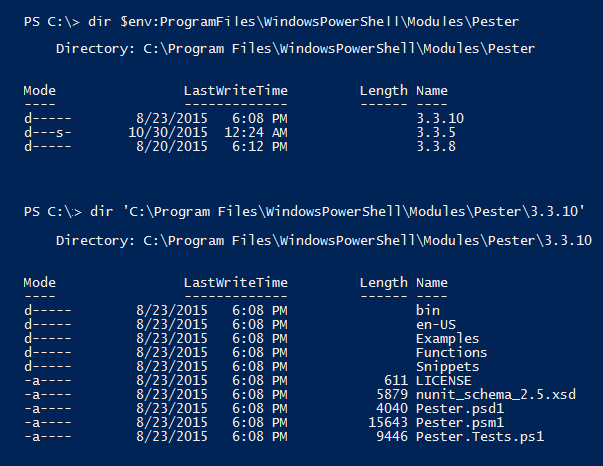 PS C:\> dir $env:ProgramFiles\WindowsPowerShell\Modules\Pester
Directory: C:\Program Files\WindowsPowerShell\Modules\Pester
Mode LastWriteTime Length Name
---- ------------- ------ ----
d----- 8/23/2015 6:08 PM 3.3.10
d---s- 10/30/2015 12:24 AM 3.3.5
d----- 8/20/2015 6:12 PM 3.3.8
PS C:\> dir 'C:\Program Files\WindowsPowerShell\Modules\Pester\3.3.10'
Directory: C:\Program Files\WindowsPowerShell\Modules\Pester\3.3.10
Mode LastWriteTime Length Name
---- ------------- ------ ----
d----- 8/23/2015 6:08 PM bin
d----- 8/23/2015 6:08 PM en-US
d----- 8/23/2015 6:08 PM Examples
d----- 8/23/2015 6:08 PM Functions
d----- 8/23/2015 6:08 PM Snippets
-a---- 8/23/2015 6:08 PM 611 LICENSE
-a---- 8/23/2015 6:08 PM 5879 nunit_schema_2.5.xsd
-a---- 8/23/2015 6:08 PM 4040 Pester.psd1
-a---- 8/23/2015 6:08 PM 15643 Pester.psm1
-a---- 8/23/2015 6:08 PM 9446 Pester.Tests.ps1